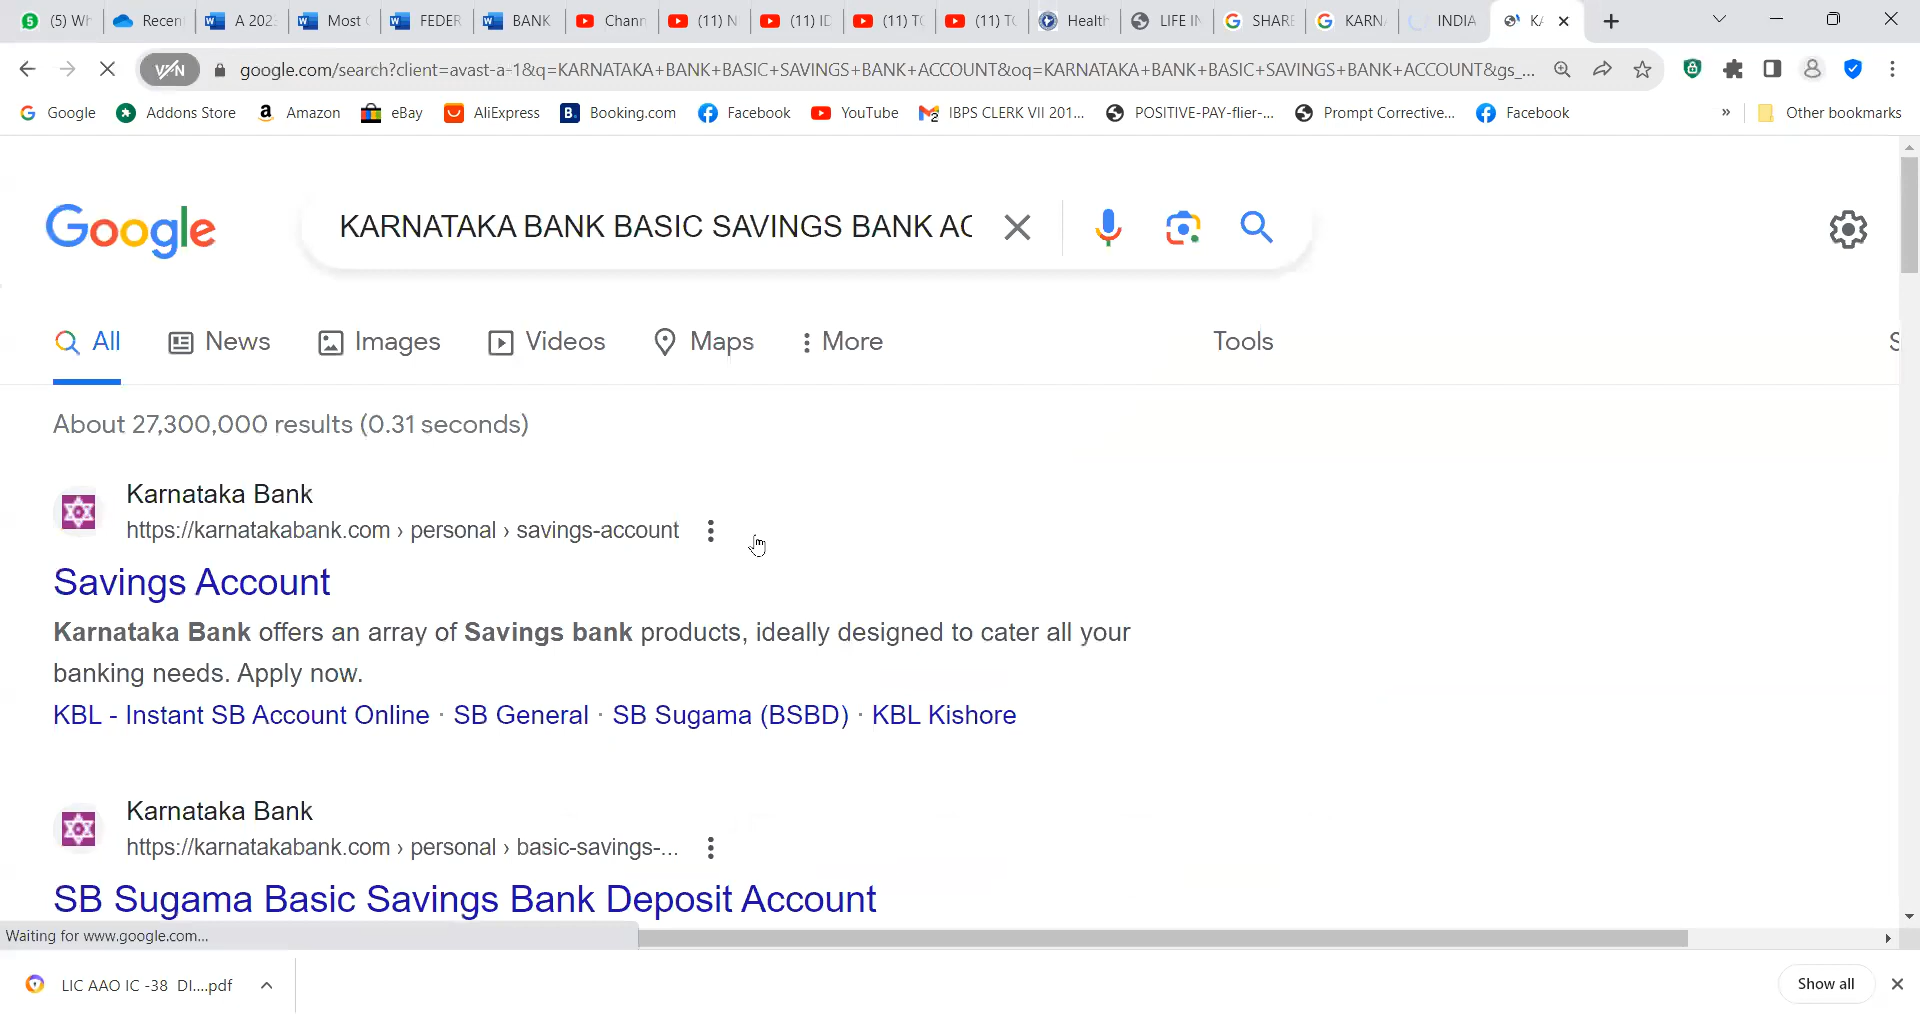 (5) Wh Recen A 202 Most FEDER BANK Chann (11) N (11) ID (11) TO (11) TO Health LIFE IN SHARE KARN INDIA KA
VPN google.com/search?client=avast-a-1&q=KARNATAKA+BANK+BASIC+SAVINGS+BANK+ACCOUNT&oq=KARNATAKA+BANK+BASIC+SAVINGS+BANK+ACCOUNT&gs_...
Google Addons Store Amazon eBay AliExpress Booking.com Facebook YouTube IBPS CLERK VII 201... POSITIVE-PAY-flier-... Prompt Corrective... Facebook » Other bookmarks
Google KARNATAKA BANK BASIC SAVINGS BANK AC
All News Images Videos Maps More Tools S
About 27,300,000 results (0.31 seconds)
Karnataka Bank
https://karnatakabank.com › personal › savings-account
Savings Account
Karnataka Bank offers an array of Savings bank products, ideally designed to cater all your
banking needs. Apply now.
KBL - Instant SB Account Online · SB General · SB Sugama (BSBD) · KBL Kishore
Karnataka Bank
https://karnatakabank.com › personal › basic-savings-...
SB Sugama Basic Savings Bank Deposit Account
Waiting for www.google.com...
LIC AAO IC -38 DI....pdf Show all